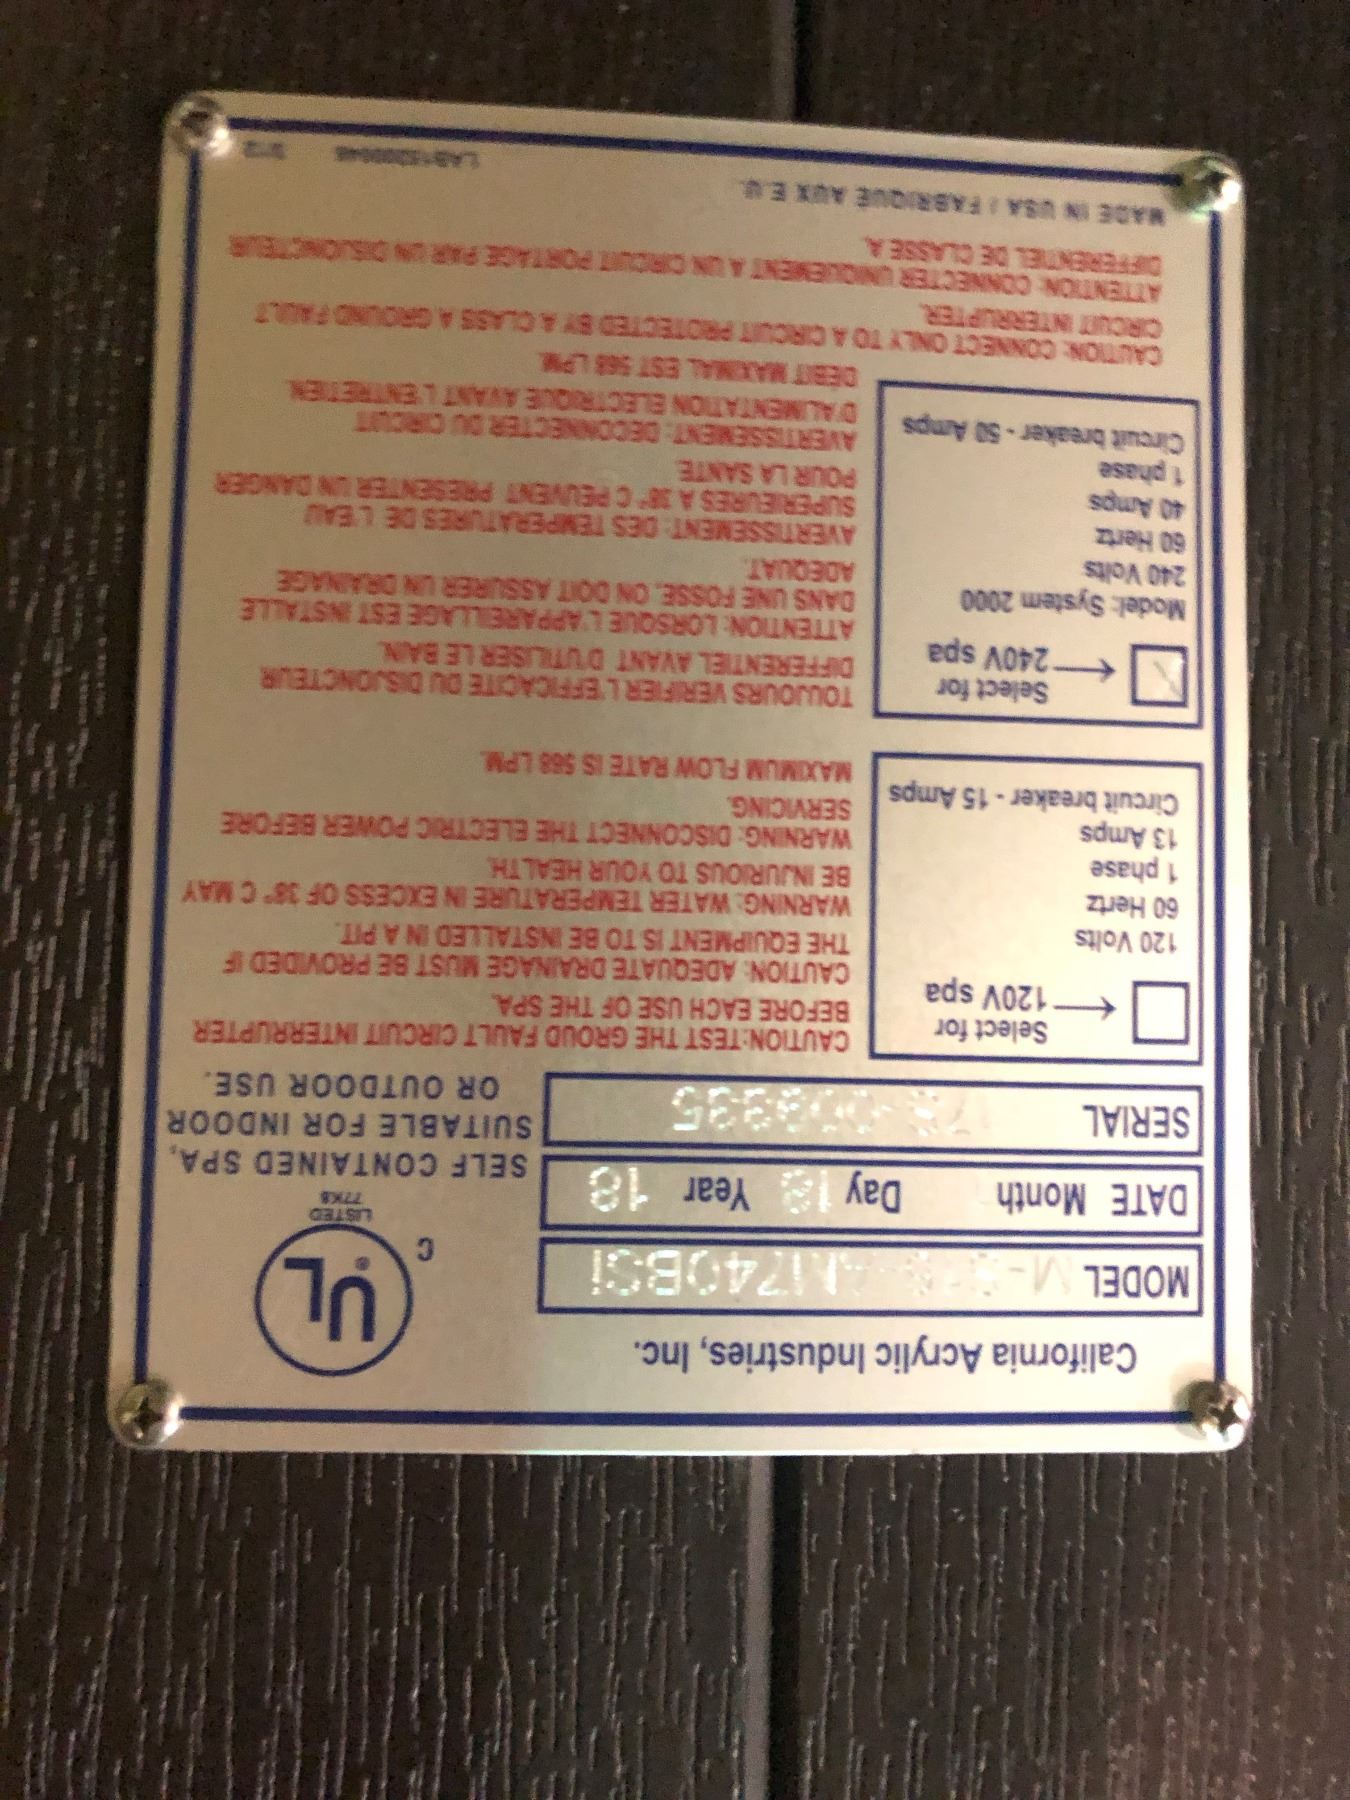 California Acrylic Industries, Inc.
MODEL
DATE Month Day 18 Year 18
SERIAL
UL
C
LISTED
77K8
SELF CONTAINED SPA,
SUITABLE FOR INDOOR
OR OUTDOOR USE.
Select for
120V spa
120 Volts
60 Hertz
1 phase
13 Amps
Circuit breaker - 15 Amps
Select for
240V spa
Model: System 2000
240 Volts
60 Hertz
40 Amps
1 phase
Circuit breaker - 50 Amps
CAUTION:TEST THE GROUD FAULT CIRCUIT INTERRUPTER
BEFORE EACH USE OF THE SPA.
CAUTION: ADEQUATE DRAINAGE MUST BE PROVIDED IF
THE EQUIPMENT IS TO BE INSTALLED IN A PIT.
WARNING: WATER TEMPERATURE IN EXCESS OF 38° C MAY
BE INJURIOUS TO YOUR HEALTH.
WARNING: DISCONNECT THE ELECTRIC POWER BEFORE
SERVICING.
MAXIMUM FLOW RATE IS 568 LPM.
TOUJOURS VERIFIER L'EFFICACITE DU DISJONCTEUR
DIFFERENTIEL AVANT D'UTILISER LE BAIN.
ATTENTION: LORSQUE L'APPAREILLAGE EST INSTALLE
DANS UNE FOSSE, ON DOIT ASSURER UN DRAINAGE
ADEQUAT.
AVERTISSEMENT: DES TEMPERATURES DE L'EAU
SUPERIEURES A 38° C PEUVENT PRESENTER UN DANGER
POUR LA SANTE
AVERTISSEMENT: DECONNECTER DU CIRCUIT
D'ALIMENTATION ELECTRIQUE AVANT L'ENTRETIEN.
DEBIT MAXIMAL EST 568 LPM.
CAUTION: CONNECT ONLY TO A CIRCUIT PROTECTED BY A CLASS A GROUND FAULT
CIRCUIT INTERRUPTER.
ATTENTION: CONNECTER UNIQUEMENT A UN CIRCUIT PORTAGE PAR UN DISJONCTEUR
DIFFERENTIEL DE CLASSE A.
MADE IN USA / FABRIQUÉ AUX E.U.